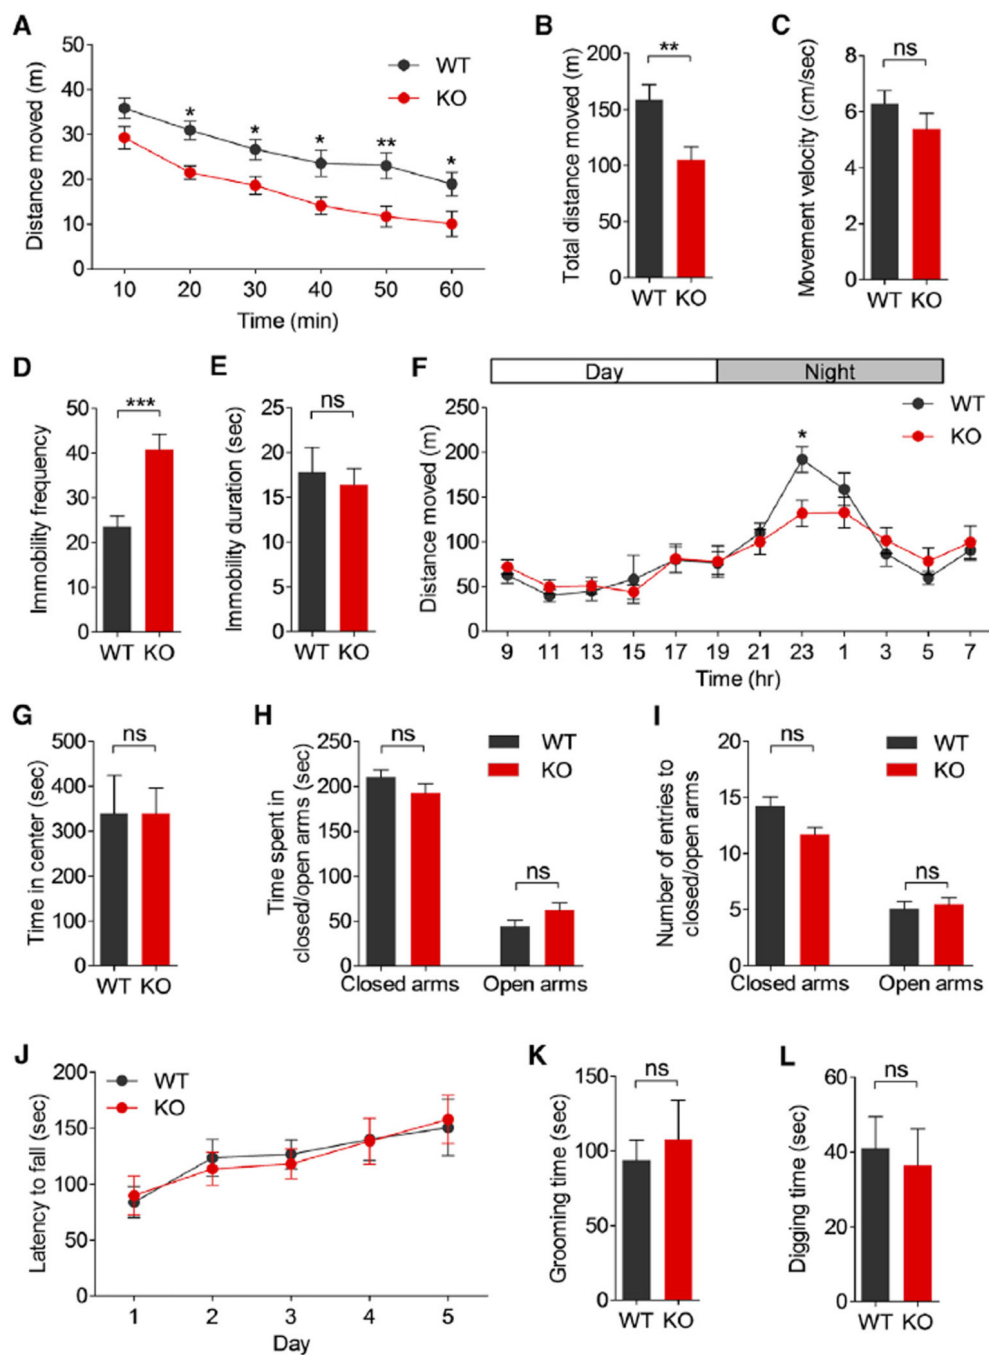 A
Distance moved (m)
50
40
30
20
10
0
WT
KO
*
*
*
**
*
10 20 30 40 50 60
Time (min)
B
Total distance moved (m)
200
150
100
50
0
**
WT KO
C
Movement velocity (cm/sec)
8
6
4
2
0
ns
WT KO
D
Immobility frequency
50
40
30
20
10
0
***
WT KO
E
Immobility duration (sec)
25
20
15
10
5
0
ns
WT KO
F
Day Night
Distance moved (m)
250
200
150
100
50
0
WT
KO
*
9 11 13 15 17 19 21 23 1 3 5 7
Time (hr)
G
Time in center (sec)
500
400
300
200
100
0
ns
WT KO
H
Time spent in
closed/open arms (sec)
250
200
150
100
50
0
ns
ns
WT
KO
Closed arms Open arms
I
Number of entries to
closed/open arms
20
15
10
5
0
ns
ns
WT
KO
Closed arms Open arms
J
Latency to fall (sec)
200
150
100
50
0
WT
KO
1 2 3 4 5
Day
K
Grooming time (sec)
150
100
50
0
ns
WT KO
L
Digging time (sec)
60
40
20
0
ns
WT KO